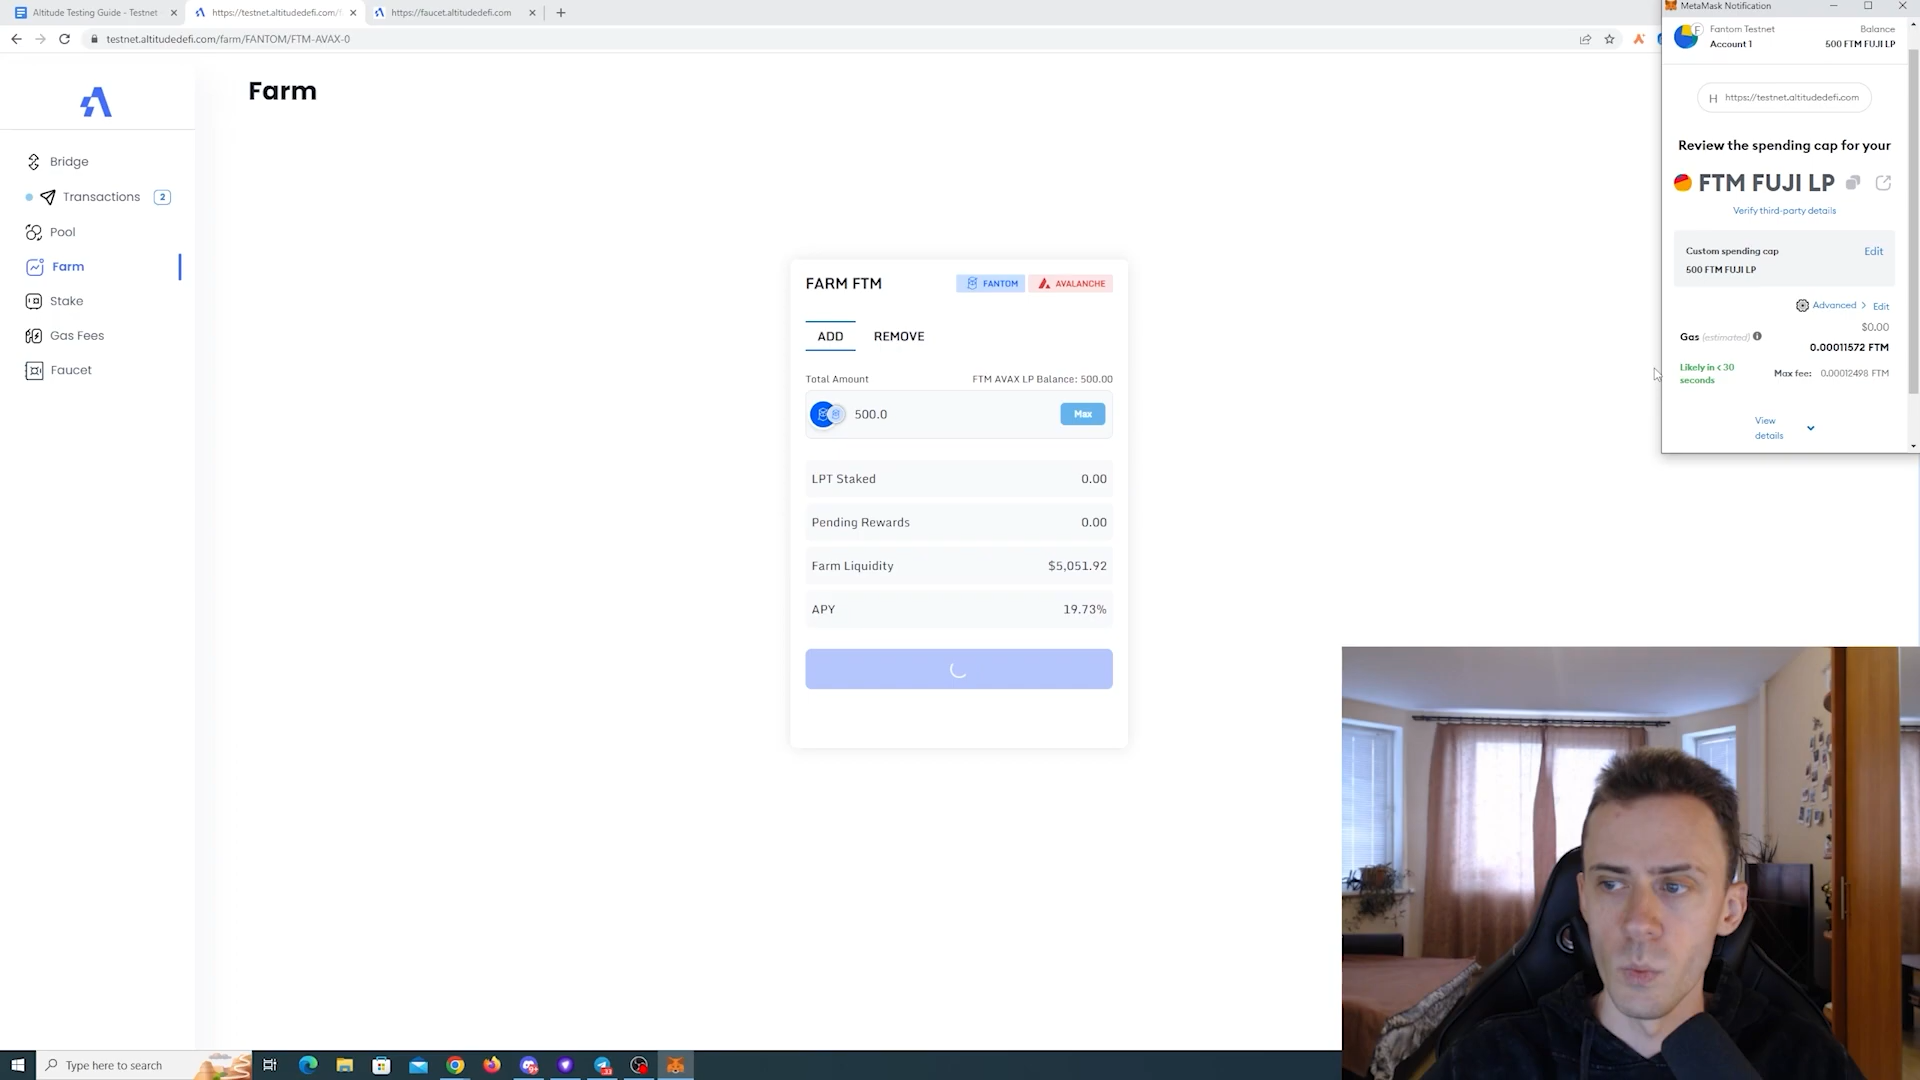 Altitude Testing Guide - Testnet
https://testnet.altitudedefi.com/
https://faucet.altitudedefi.com
testnet.altitudedefi.com/farm/FANTOM/FTM-AVAX-0
Farm
Bridge
Transactions 2
Pool
Farm
Stake
Gas Fees
Faucet
FARM FTM
FANTOM
AVALANCHE
ADD
REMOVE
Total Amount
FTM AVAX LP Balance: 500.00
500.0
Max
LPT Staked 0.00
Pending Rewards 0.00
Farm Liquidity $5,051.92
APY 19.73%
MetaMask Notification
Fantom Testnet
Account 1
Balance
500 FTM FUJI LP
H https://testnet.altitudedefi.com
Review the spending cap for your
FTM FUJI LP
Verify third-party details
Custom spending cap
Edit
500 FTM FUJI LP
Advanced
Edit
$0.00
Gas (estimated)
0.00011572 FTM
Likely in < 30
seconds
Max fee: 0.00012498 FTM
View
details
Type here to search